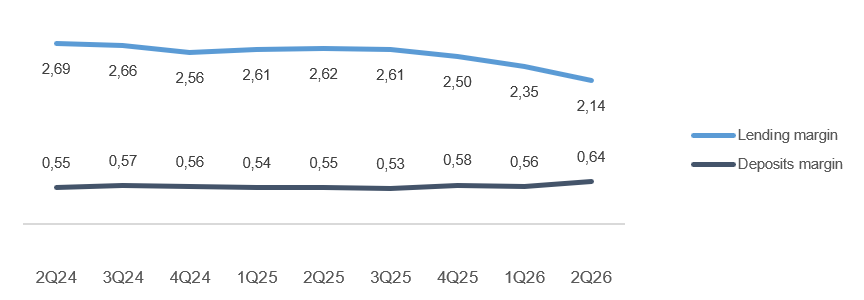 2,69 2,66 2,56 2,61 2,62 2,61 2,50 2,35 2,14
Lending margin
Deposits margin
0,55 0,57 0,56 0,54 0,55 0,53 0,58 0,56 0,64
2Q24 3Q24 4Q24 1Q25 2Q25 3Q25 4Q25 1Q26 2Q26